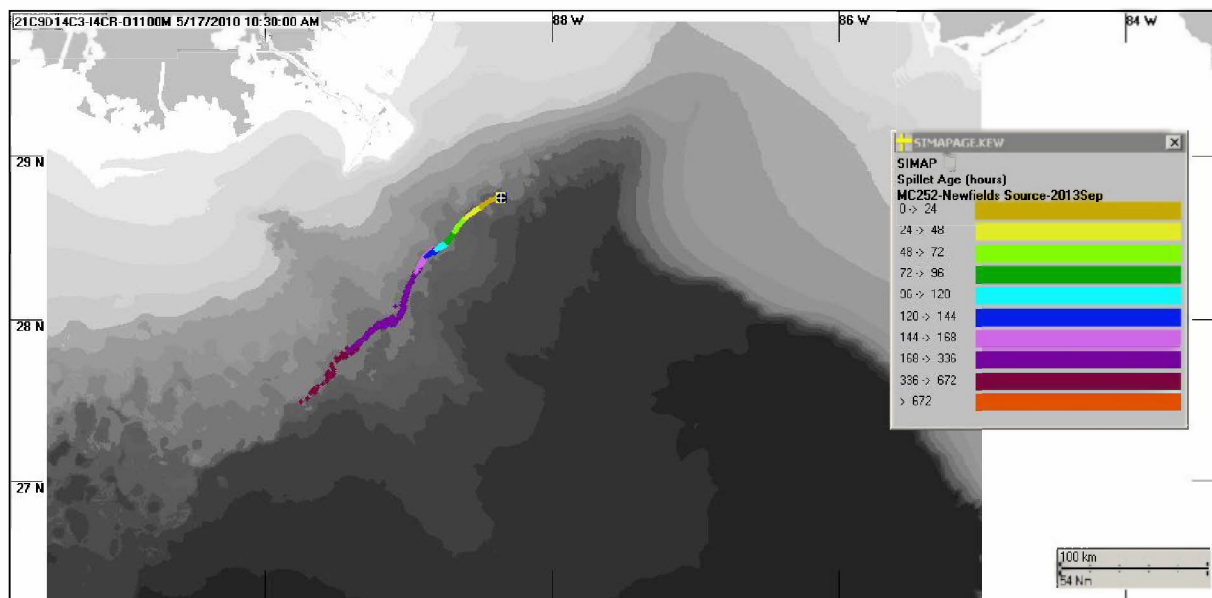 21C9D14C3-I4CR-O1100M 5/17/2010 10:30:00 AM
88 W
86 W
84 W
29 N
28 N
27 N
SIMAPAGE.KEW
SIMAP
Spillet Age (hours)
MC252-Newfields Source-2013Sep
0 -> 24
24 -> 48
48 -> 72
72 -> 96
96 -> 120
120 -> 144
144 -> 168
168 -> 336
336 -> 672
> 672
100 km
54 Nm